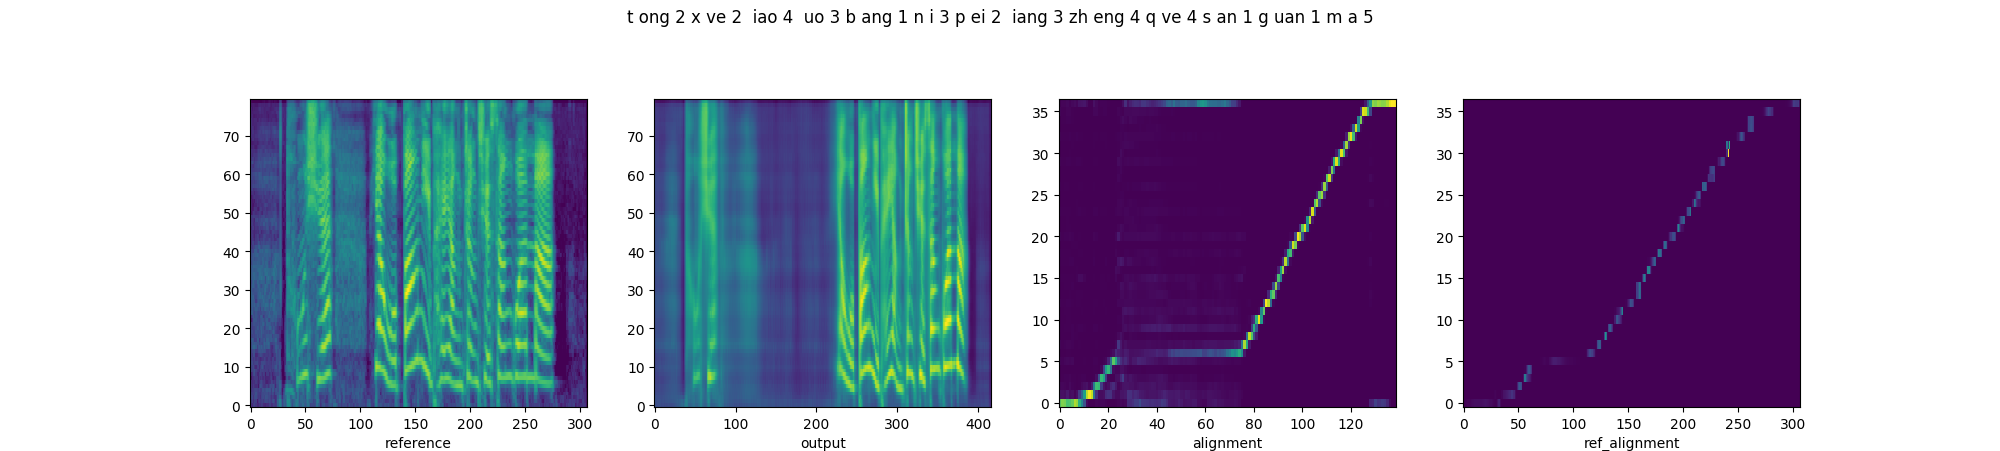 t ong 2 x ve 2  iao 4  uo 3 b ang 1 n i 3 p ei 2  iang 3 zh eng 4 q ve 4 s an 1 g uan 1 m a 5
70 60 50 40 30 20 10 0
0 50 100 150 200 250 300
reference
70 60 50 40 30 20 10 0
0 100 200 300 400
output
35 30 25 20 15 10 5 0
0 20 40 60 80 100 120
alignment
35 30 25 20 15 10 5 0
0 50 100 150 200 250 300
ref_alignment